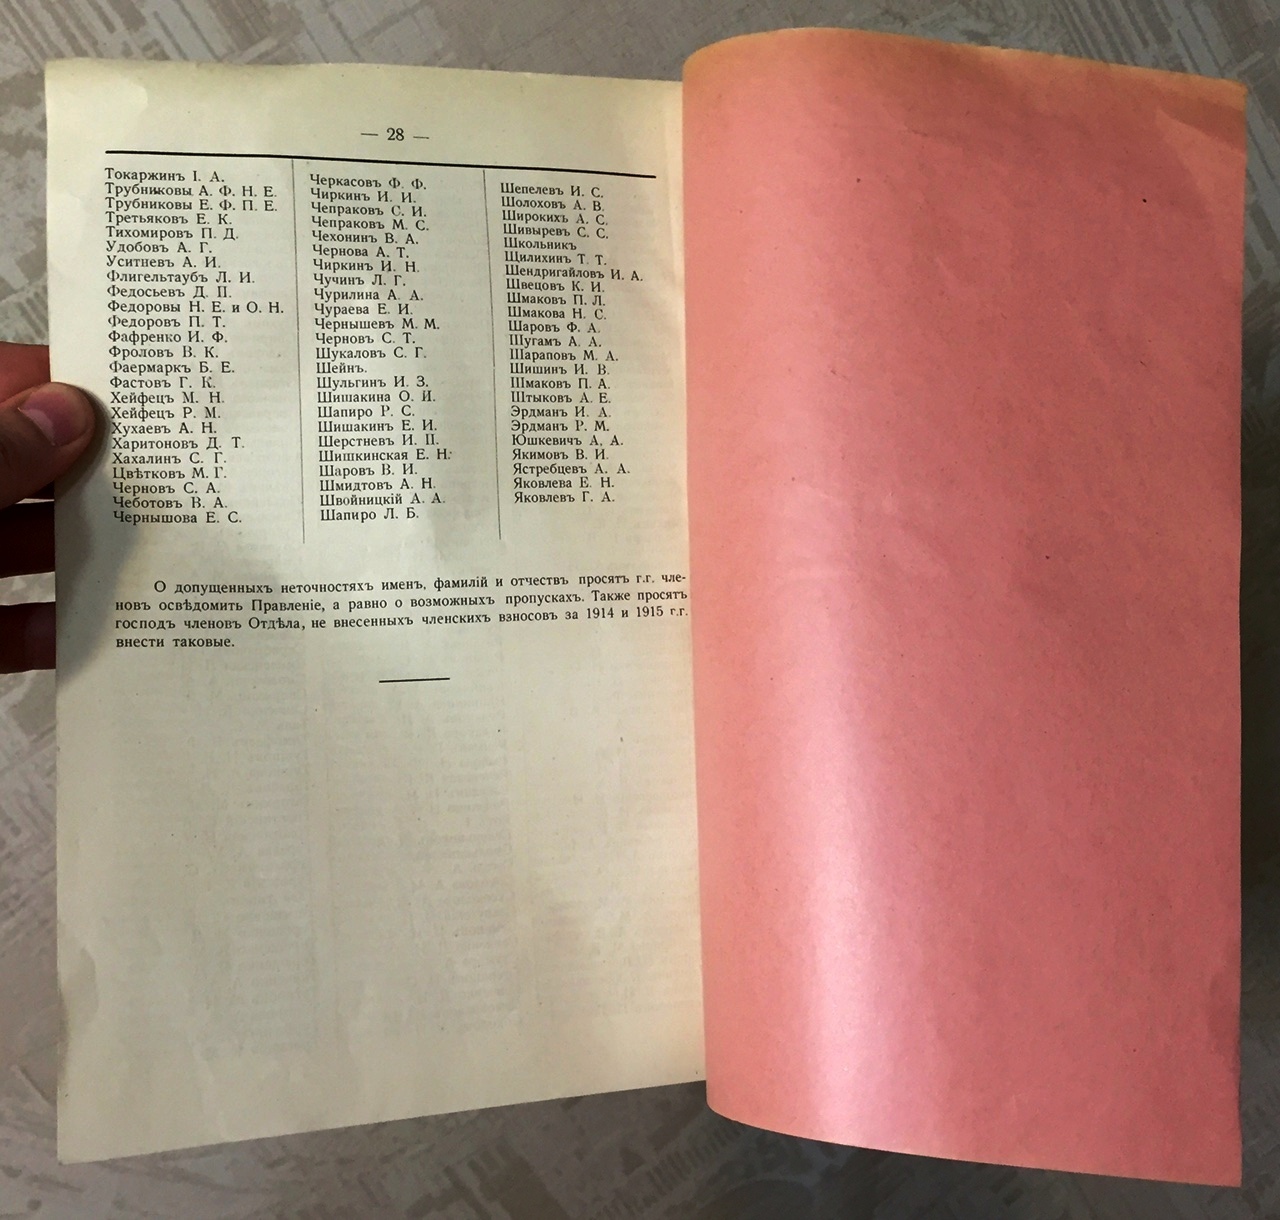 — 28 —
Токаржинъ І. А.
Трубниковы А. Ф. Н. Е.
Трубниковы Е. Ф. П. Е.
Третьяковъ Е. К.
Тихомировъ П. Д.
Удобовъ А. Г.
Уситневъ А. И.
Флигельтаубъ Л. И.
Федосьевъ Д. П.
Федоровы Н. Е. и О. Н.
Федоровъ П. Т.
Фафренко И. Ф.
Фроловъ В. К.
Фаермаркъ Б. Е.
Фастовъ Г. К.
Хейфецъ М. Н.
Хейфецъ Р. М.
Хухаевъ А. Н.
Харитоновъ Д. Т.
Хахалинъ С. Г.
Цвѣтковъ М. Г.
Черновъ С. А.
Чеботовъ В. А.
Чернышова Е. С.
Черкасовъ Ф. Ф.
Чиркинъ И. И.
Чепраковъ С. И.
Чепраковъ М. С.
Чехонинъ В. А.
Чернова А. Т.
Чиркинъ И. Н.
Чучинъ Л. Г.
Чурилина А. А.
Чураева Е. И.
Чернышевъ М. М.
Черновъ С. Т.
Шукаловъ С. Г.
Шейнъ.
Шульгинъ И. З.
Шишакина О. И.
Шапиро Р. С.
Шишакинъ Е. И.
Шерстневъ И. П.
Шишкинская Е. Н.
Шаровъ В. И.
Шмидтовъ А. Н.
Швойницкій А. А.
Шапиро Л. Б.
Шепелевъ И. С.
Шолоховъ А. В.
Широкихъ А. С.
Шивыревъ С. С.
Школьникъ
Щилихинъ Т. Т.
Шендригайловъ И. А.
Швецовъ К. И.
Шмаковъ П. Л.
Шмакова Н. С.
Шаровъ Ф. А.
Шугамъ А. А.
Шараповъ М. А.
Шишинъ И. В.
Шмаковъ П. А.
Штыковъ А. Е.
Эрдманъ И. А.
Эрдманъ Р. М.
Юшкевичъ А. А.
Якимовъ В. И.
Ястребцевъ А. А.
Яковлева Е. Н.
Яковлевъ Г. А.
О допущенныхъ неточностяхъ именъ, фамилій и отчествъ просятъ г.г. чле-
новъ освѣдомить Правленіе, а равно о возможныхъ пропускахъ. Также просятъ
господъ членовъ Отдѣла, не внесенныхъ членскихъ взносовъ за 1914 и 1915 г.г.
внести таковые.